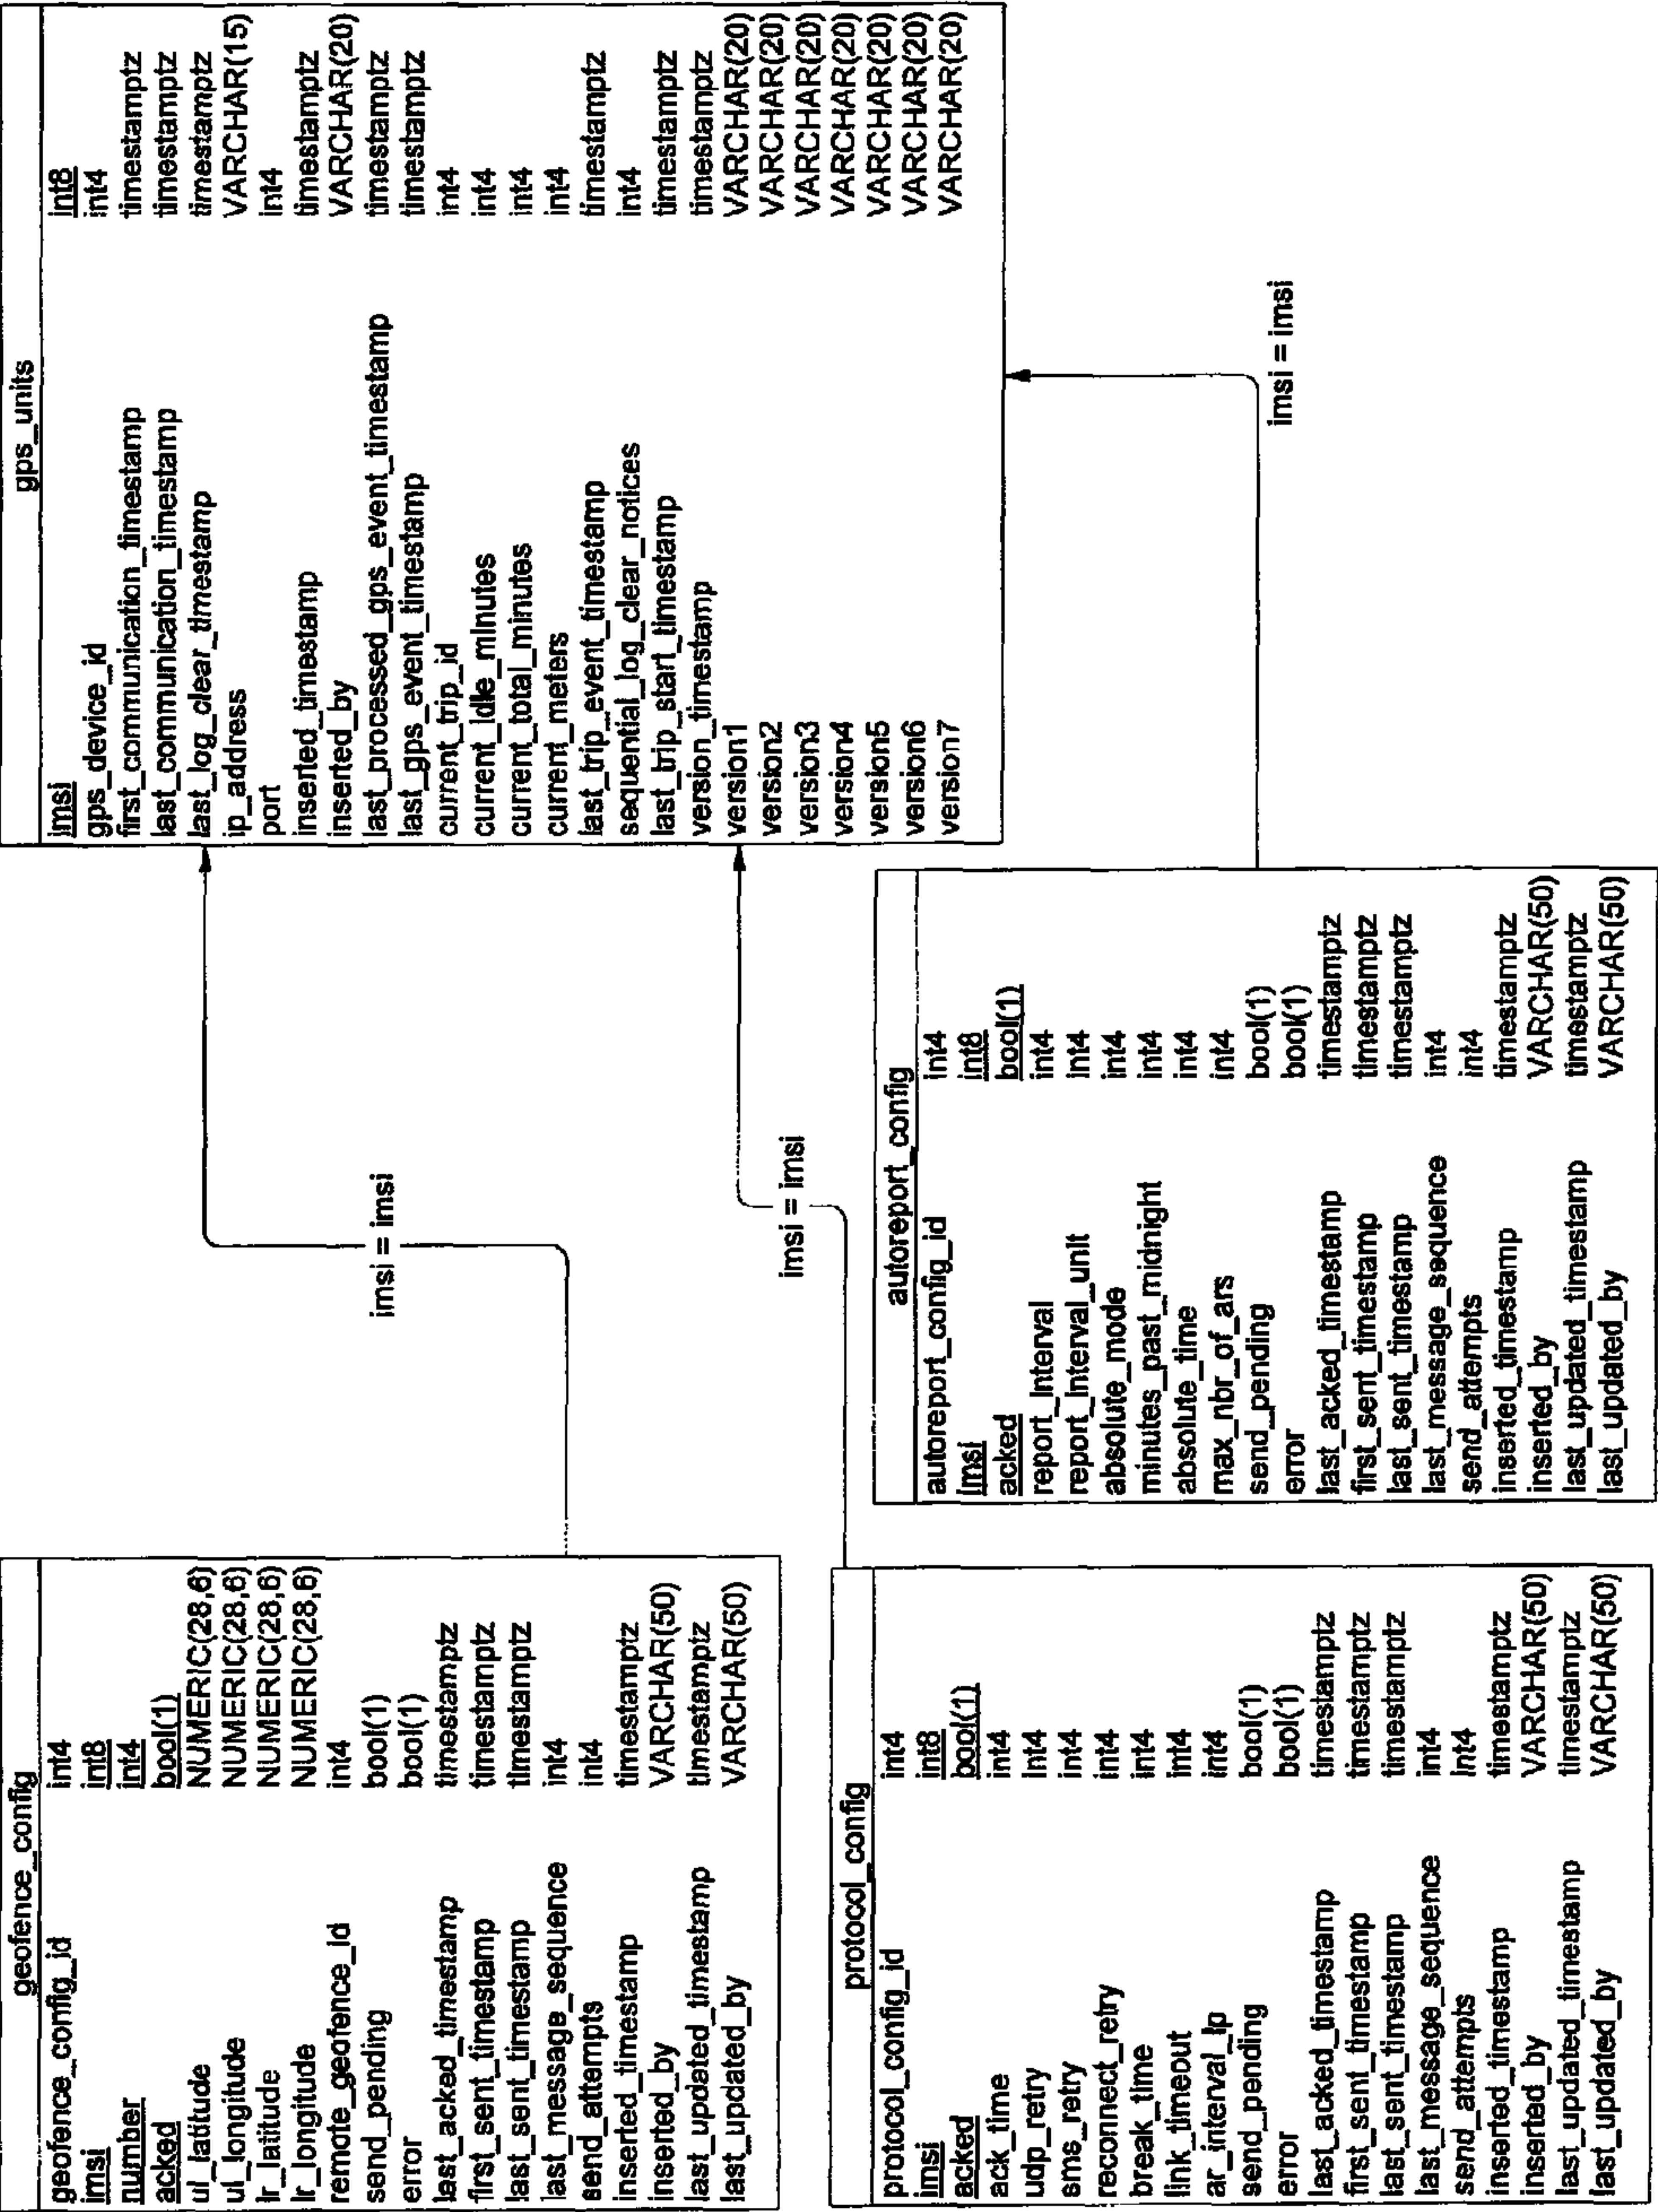 geofence_config
geofence_config_id int4
imsi int8
number int4
acked bool(1)
ul_latitude NUMERIC(28,6)
ul_longitude NUMERIC(28,6)
lr_latitude NUMERIC(28,6)
lr_longitude NUMERIC(28,6)
remote_geofence_id int4
send_pending bool(1)
error bool(1)
last_acked_timestamp timestamptz
first_sent_timestamp timestamptz
last_sent_timestamp timestamptz
last_message_sequence int4
send_attempts int4
inserted_timestamp timestamptz
inserted_by VARCHAR(50)
last_updated_timestamp timestamptz
last_updated_by VARCHAR(50)
imsi = imsi
gps_units
imsi int8
gps_device_id int4
first_communication_timestamp timestamptz
last_communication_timestamp timestamptz
last_log_clear_timestamp timestamptz
ip_address VARCHAR(15)
port int4
inserted_timestamp timestamptz
inserted_by VARCHAR(20)
last_processed_gps_event_timestamp timestamptz
last_gps_event_timestamp timestamptz
current_trip_id int4
current_idle_minutes int4
current_total_minutes int4
current_meters int4
last_trip_event_timestamp timestamptz
sequential_log_clear_notices int4
last_trip_start_timestamp timestamptz
version_timestamp timestamptz
version1 VARCHAR(20)
version2 VARCHAR(20)
version3 VARCHAR(20)
version4 VARCHAR(20)
version5 VARCHAR(20)
version6 VARCHAR(20)
version7 VARCHAR(20)
imsi = imsi
protocol_config
protocol_config_id int4
imsi int8
acked bool(1)
ack_time int4
udp_retry int4
sms_retry int4
reconnect_retry int4
break_time int4
link_timeout int4
ar_interval_ip int4
send_pending bool(1)
error bool(1)
last_acked_timestamp timestamptz
first_sent_timestamp timestamptz
last_sent_timestamp timestamptz
last_message_sequence int4
send_attempts int4
inserted_timestamp timestamptz
inserted_by VARCHAR(50)
last_updated_timestamp timestamptz
last_updated_by VARCHAR(50)
autoreport_config
autoreport_config_id int4
imsi int8
acked bool(1)
report_interval int4
report_interval_unit int4
absolute_mode int4
minutes_past_midnight int4
absolute_time int4
max_nbr_of_ars int4
send_pending bool(1)
error bool(1)
last_acked_timestamp timestamptz
first_sent_timestamp timestamptz
last_sent_timestamp timestamptz
last_message_sequence int4
send_attempts int4
inserted_timestamp timestamptz
inserted_by VARCHAR(50)
last_updated_timestamp timestamptz
last_updated_by VARCHAR(50)
imsi = imsi